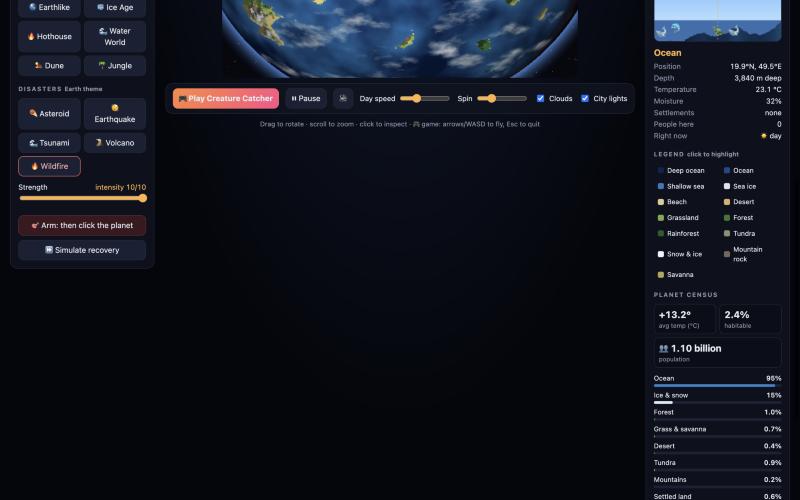 Earthlike
Ice Age
Hothouse
Water World
Dune
Jungle
DISASTERS Earth theme
Asteroid
Earthquake
Tsunami
Volcano
Wildfire
Strength
intensity 10/10
Arm: then click the planet
Simulate recovery
Play Creature Catcher
Pause
Day speed
Spin
Clouds
City lights
Drag to rotate · scroll to zoom · click to inspect · 🎮 game: arrows/WASD to fly, Esc to quit
Ocean
Position 19.9°N, 49.5°E
Depth 3,840 m deep
Temperature 23.1 °C
Moisture 32%
Settlements none
People here 0
Right now day
LEGEND click to highlight
Deep ocean
Ocean
Shallow sea
Sea ice
Beach
Desert
Grassland
Forest
Rainforest
Tundra
Snow & ice
Mountain rock
Savanna
PLANET CENSUS
+13.2°
avg temp (°C)
2.4%
habitable
1.10 billion
population
Ocean 95%
Ice & snow 15%
Forest 1.0%
Grass & savanna 0.7%
Desert 0.4%
Tundra 0.9%
Mountains 0.2%
Settled land 0.6%